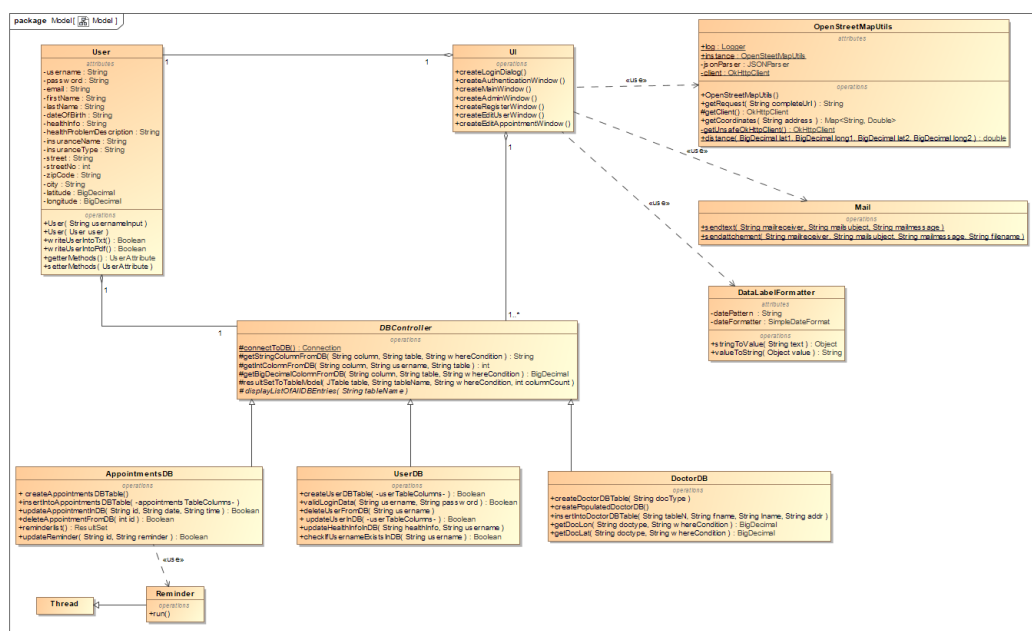 package Model[ Model ]
User
attributes
-username : String
-password : String
-email : String
-firstName : String
-lastName : String
-dateOfBirth : String
-healthInfo : String
-healthProblemDescription : String
-insuranceName : String
-insuranceType : String
-street : String
-streetNo : int
-zipCode : String
-city : String
-latitude : BigDecimal
-longitude : BigDecimal
operations
+User( String usernameInput )
+User( User user )
+writeUserIntoTxt() : Boolean
+writeUserIntoPdf() : Boolean
+getterMethods() : UserAttribute
+setterMethods( UserAttribute )
1
1
UI
operations
+createLoginDialog()
+createAuthenticationWindow()
+createMainWindow()
+createAdminWindow()
+createRegisterWindow()
+createEditUserWindow()
+createEditAppointmentWindow()
1
«use»
«use»
«use»
OpenStreetMapUtils
attributes
+log : Logger
+instance : OpenSteetMapUtils
-jsonParser : JSONParser
-client : OkHttpClient
operations
+OpenStreetMapUtils()
+getRequest( String completeUrl ) : String
#getClient() : OkHttpClient
+getCoordinates( String address ) : Map<String, Double>
-getUnsafeOkHttpClient() : OkHttpClient
+distance( BigDecimal lat1, BigDecimal long1, BigDecimal lat2, BigDecimal long2 ) : double
Mail
operations
+sendtext( String mailreceiver, String mailsubject, String mailmessage )
+sendattchement( String mailreceiver, String mailsubject, String mailmessage, String filename )
DataLabelFormatter
attributes
-datePattern : String
-dateFormatter : SimpleDateFormat
operations
+stringToValue( String text ) : Object
+valueToString( Object value ) : String
1
1
1..*
DBController
operations
#connectToDB() : Connection
#getStringColumnFromDB( String column, String table, String whereCondition ) : String
#getIntColumnFromDB( String column, String username, String table ) : int
#getBigDecimalColumnFromDB( String column, String table, String whereCondition ) : BigDecimal
#resultSetToTableModel( JTable table, String tableName, String whereCondition, int columnCount )
# displayListOfAllDBEntries( String tableName )
AppointmentsDB
operations
+ createAppointmentsDBTable()
+insertIntoAppointmentsDBTable( -appointmentsTableColumns- ) : Boolean
+updateAppointmentInDB( String id, String date, String time ) : Boolean
+deleteAppointmentFromDB( int id ) : Boolean
+reminderlist() : ResultSet
+updateReminder( String id, String reminder ) : Boolean
UserDB
operations
+createUserDBTable( -userTableColumns- ) : Boolean
+validLoginData( String username, String password ) : Boolean
+deleteUserFromDB( String username )
+ updateUserInDB( -userTableColumns- ) : Boolean
+updateHealthInfoInDB( String healthInfo, String username )
+checkIfUsernameExistsInDB( String username ) : Boolean
DoctorDB
operations
+createDoctorDBTable( String docType )
+createPopulatedDoctorDB()
+insertIntoDoctorDBTable( String tableN, String fname, String lname, String addr )
+getDocLon( String doctype, String whereCondition ) : BigDecimal
+getDocLat( String doctype, String whereCondition ) : BigDecimal
«use»
Thread
Reminder
operations
+run()